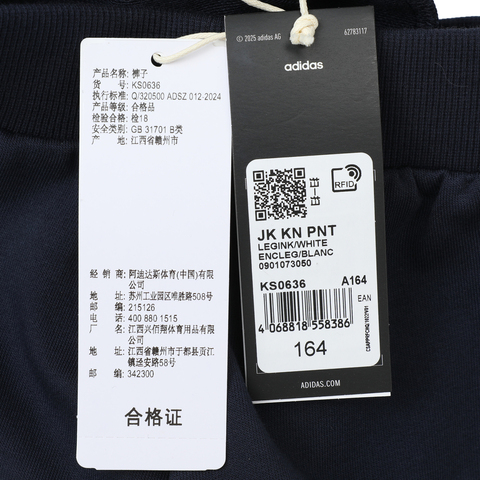 产品名称: 裤子
货 号: KS0636
执行标准: Q/320500 ADSZ 012-2024
产品等级: 合格品
检验合格: 检18
安全类别: GB 31701 B类
产 地: 江西省赣州市
经 销 商: 阿迪达斯体育(中国)有限公司
地 址: 苏州工业园区唯胜路508号
邮 编: 215126
电 话: 400 880 1515
厂 名: 江西兴佰翔体育用品有限公司
地 址: 江西省赣州市于都县贡江镇迳安路58号
邮 编: 342300
合格证
© 2025 adidas AG
62783117
adidas
RFID
JK KN PNT
LEGINK/WHITE
ENCLEG/BLANC
0901073050
KS0636 A164
EAN
4 068818 558386
164
ADIDAS.COM